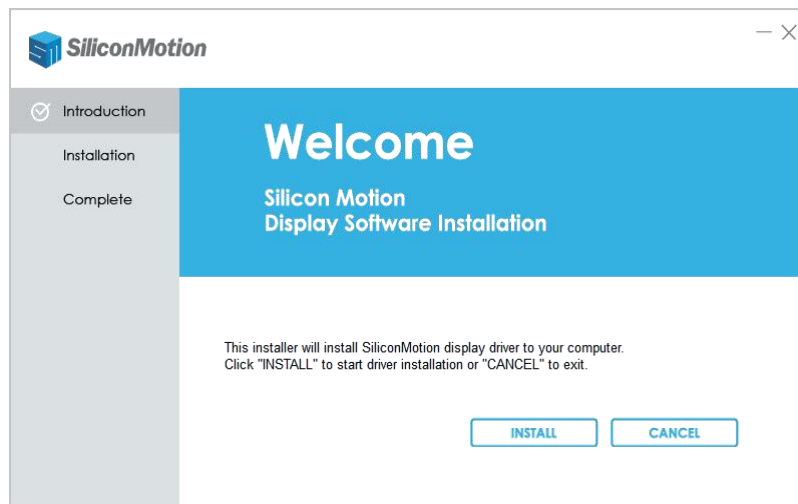 SiliconMotion
Introduction
Installation
Complete
Welcome
Silicon Motion
Display Software Installation
This installer will install SiliconMotion display driver to your computer.
Click "INSTALL" to start driver installation or "CANCEL" to exit.
INSTALL
CANCEL